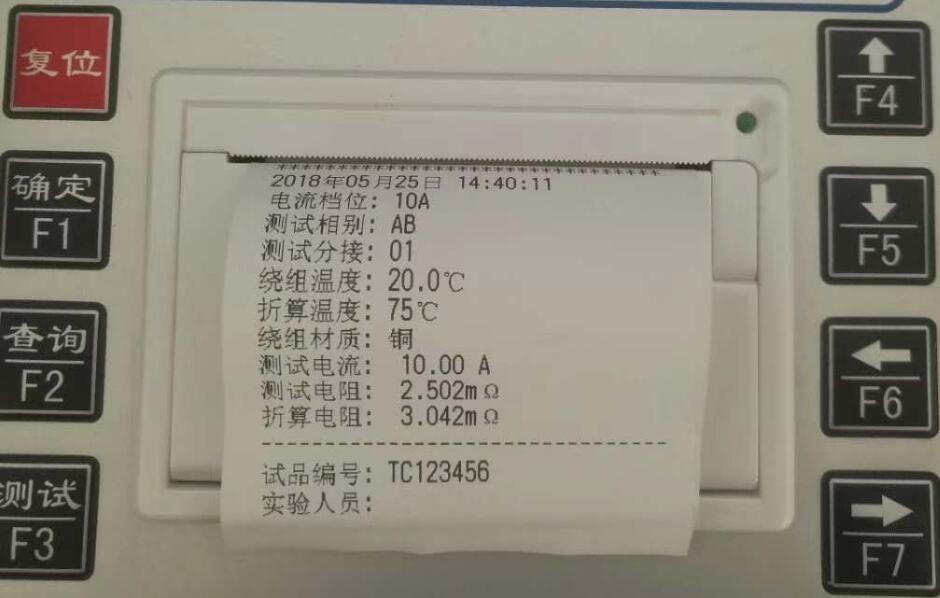 复位
确定
F1
查询
F2
测试
F3
********************************
2018年05月25日 14:40:11
电流档位: 10A
测试相别: AB
测试分接: 01
绕组温度: 20.0℃
折算温度: 75℃
绕组材质: 铜
测试电流: 10.00 A
测试电阻: 2.502mΩ
折算电阻: 3.042mΩ
--------------------------------
试品编号: TC123456
实验人员:
↑
F4
↓
F5
←
F6
→
F7